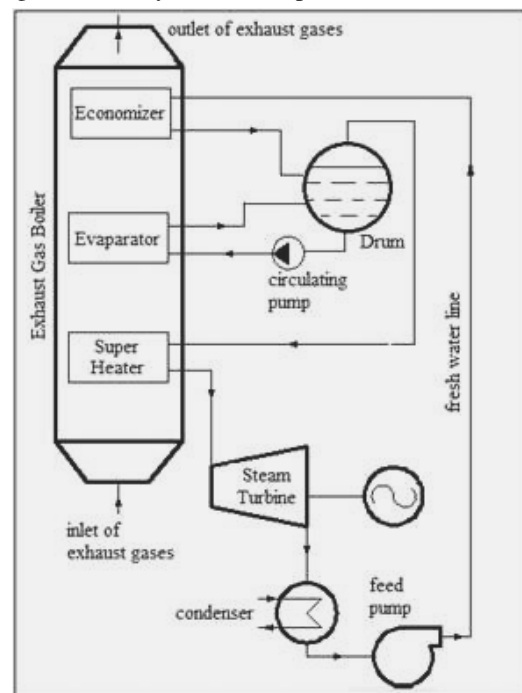 outlet of exhaust gases
Economizer
Exhaust Gas Boiler
Evaparator
Drum
circulating
pump
Super
Heater
fresh water line
Steam
Turbine
inlet of
exhaust gases
condenser
feed
pump